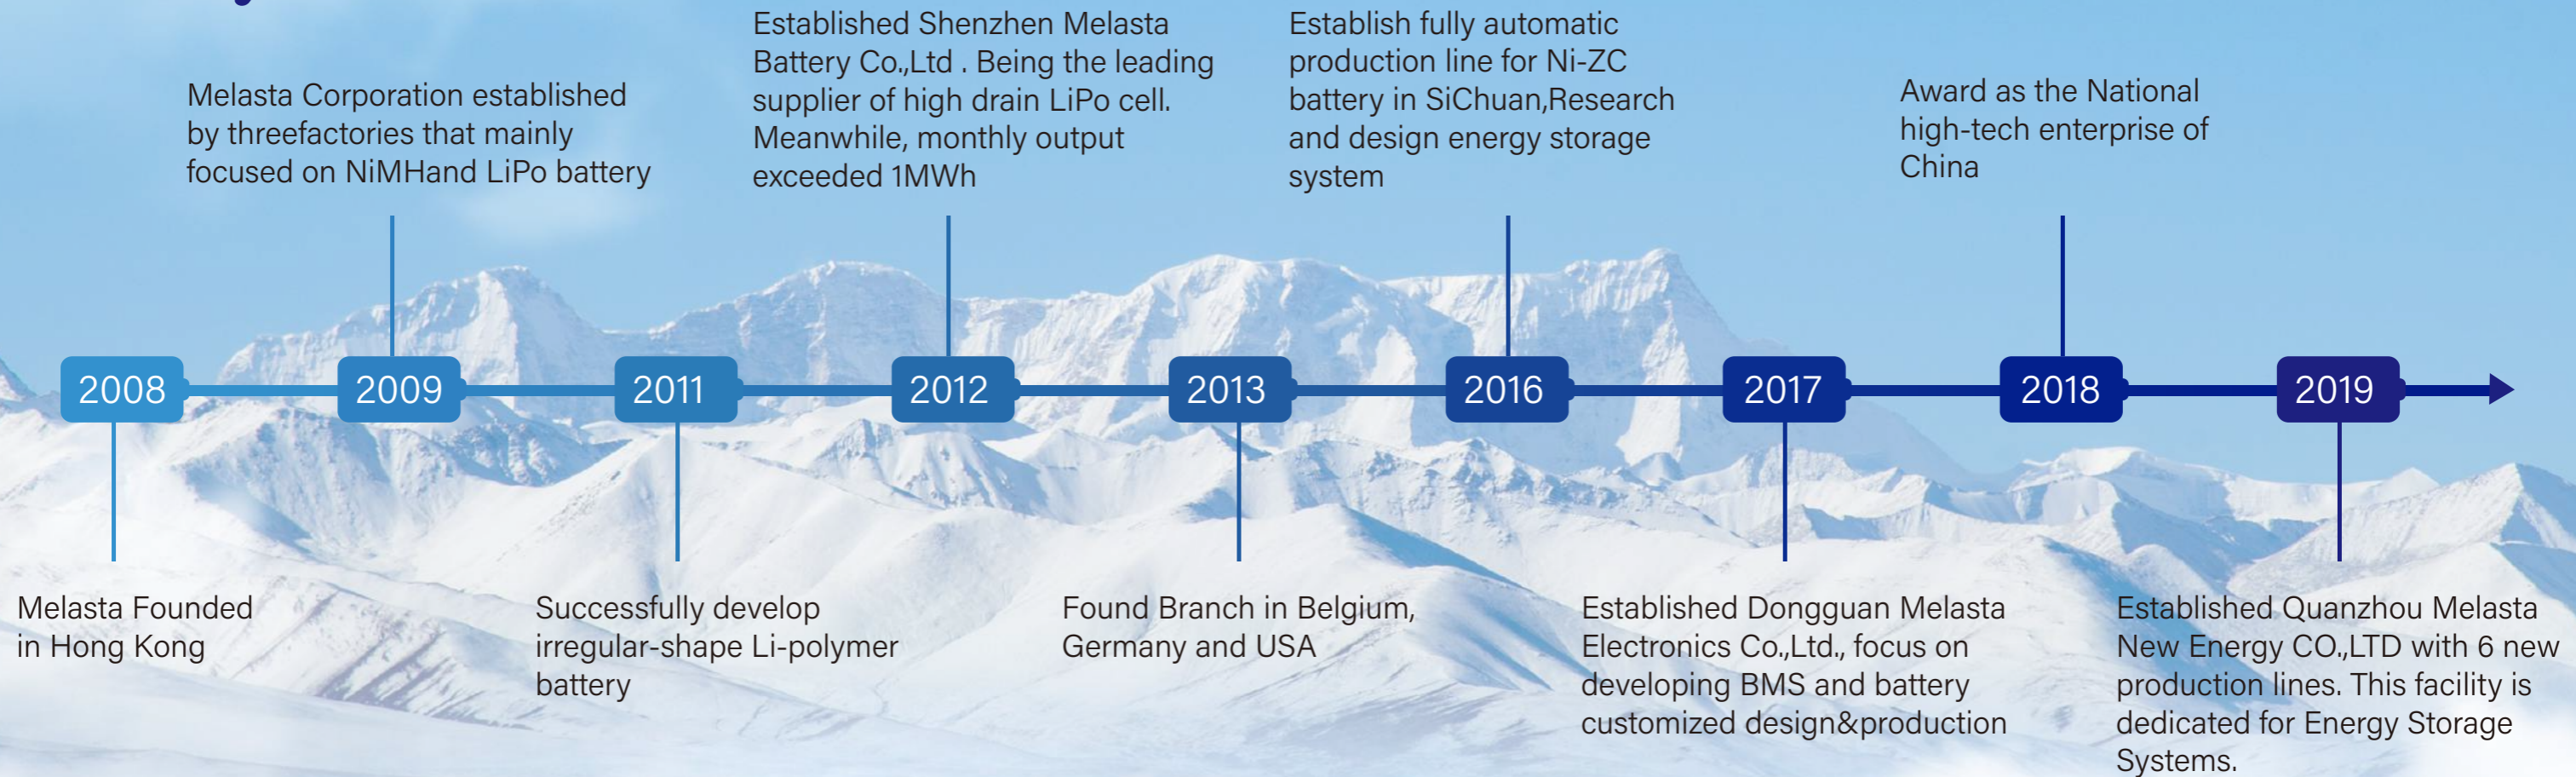 Melasta Founded
in Hong Kong
2008
Melasta Corporation established
by threefactories that mainly
focused on NiMHand LiPo battery
2009
Successfully develop
irregular-shape Li-polymer
battery
2011
Established Shenzhen Melasta
Battery Co.,Ltd . Being the leading
supplier of high drain LiPo cell.
Meanwhile, monthly output
exceeded 1MWh
2012
Found Branch in Belgium,
Germany and USA
2013
Establish fully automatic
production line for Ni-ZC
battery in SiChuan,Research
and design energy storage
system
2016
Established Dongguan Melasta
Electronics Co.,Ltd., focus on
developing BMS and battery
customized design&production
2017
Award as the National
high-tech enterprise of
China
2018
Established Quanzhou Melasta
New Energy CO.,LTD with 6 new
production lines. This facility is
dedicated for Energy Storage
Systems.
2019